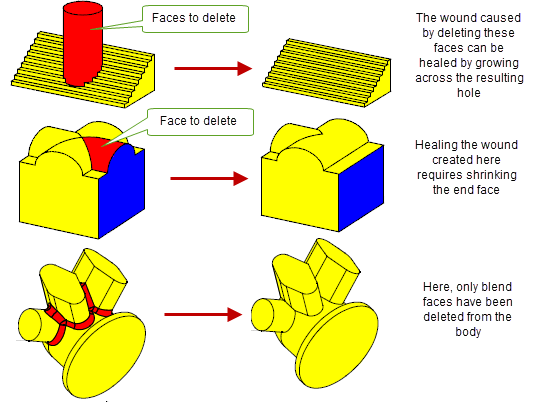 Faces to delete
The wound caused
by deleting these
faces can be
healed by growing
across the resulting
hole
Face to delete
Healing the wound
created here
requires shrinking
the end face
Here, only blend
faces have been
deleted from the
body